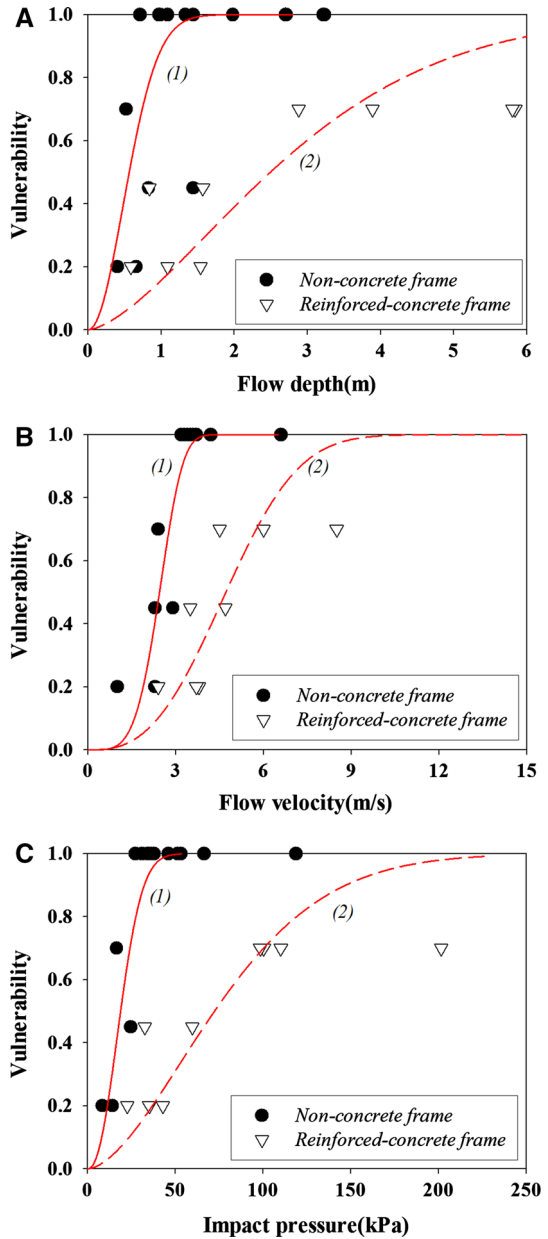 A
1.0
0.8
0.6
0.4
0.2
0.0
Vulnerability
(1)
(2)
Non-concrete frame
Reinforced-concrete frame
0 1 2 3 4 5 6
Flow depth(m)
B
1.0
0.8
0.6
0.4
0.2
0.0
Vulnerability
(1)
(2)
Non-concrete frame
Reinforced-concrete frame
0 3 6 9 12 15
Flow velocity(m/s)
C
1.0
0.8
0.6
0.4
0.2
0.0
Vulnerability
(1)
(2)
Non-concrete frame
Reinforced-concrete frame
0 50 100 150 200 250
Impact pressure(kPa)